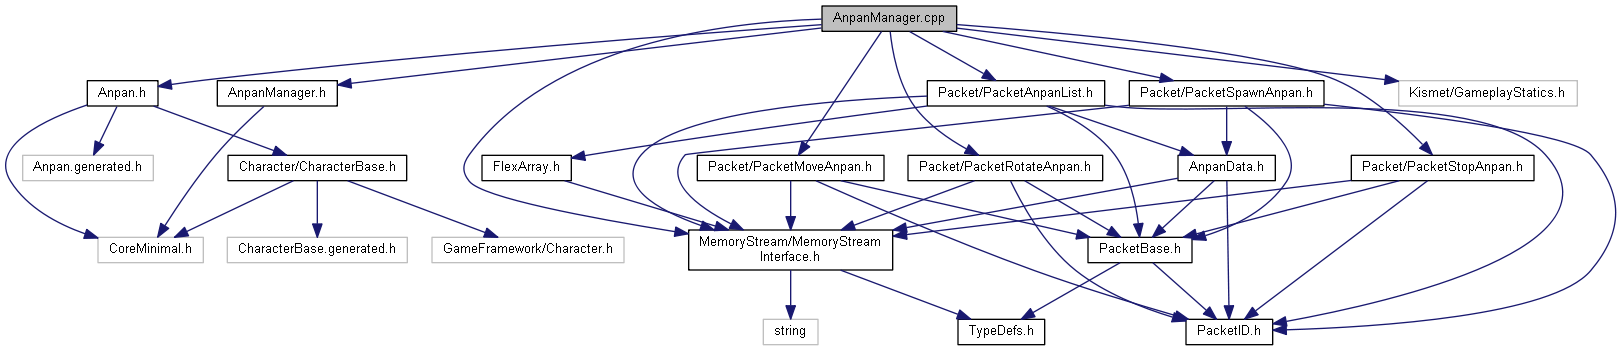 AnpanManager.cpp
Anpan.h
AnpanManager.h
Packet/PacketAnpanList.h
Packet/PacketSpawnAnpan.h
Kismet/GameplayStatics.h
Anpan.generated.h
Character/CharacterBase.h
FlexArray.h
Packet/PacketMoveAnpan.h
Packet/PacketRotateAnpan.h
AnpanData.h
Packet/PacketStopAnpan.h
CoreMinimal.h
CharacterBase.generated.h
GameFramework/Character.h
MemoryStream/MemoryStream
Interface.h
PacketBase.h
string
TypeDefs.h
PacketID.h